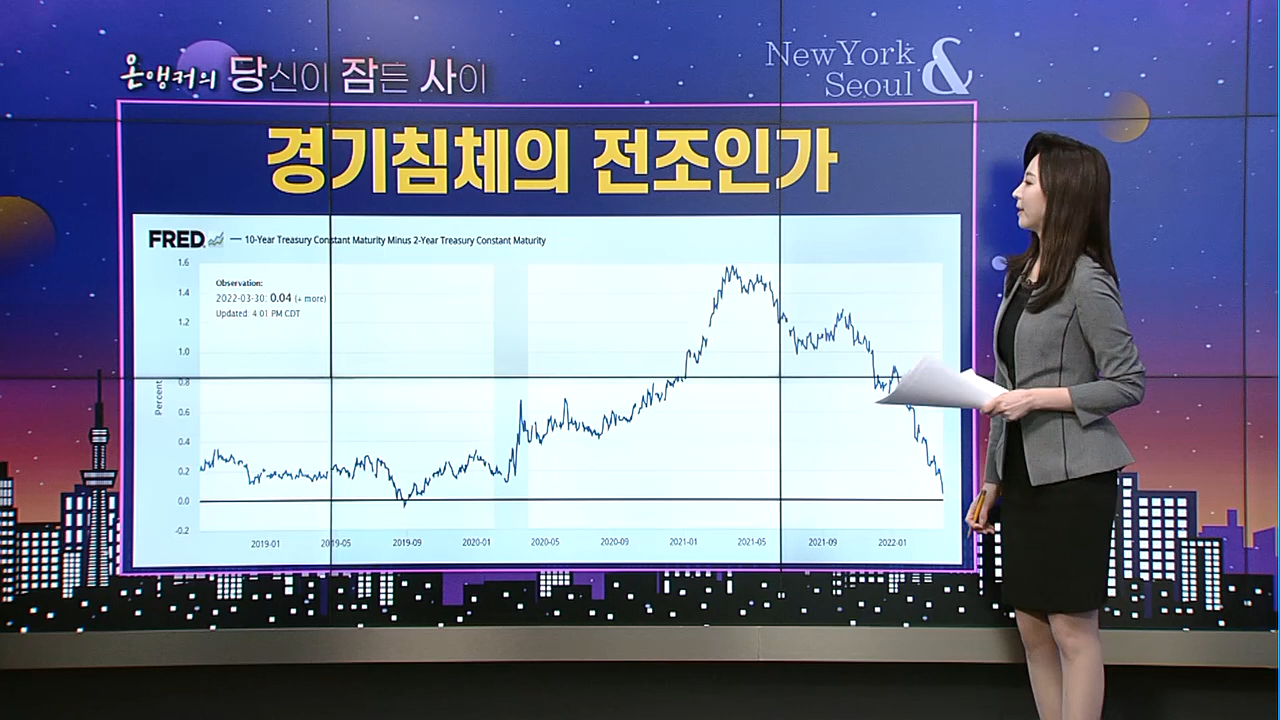 온앵커의 당신이 잠든 사이
NewYork &
Seoul
경기침체의 전조인가
FRED 10-Year Treasury Constant Maturity Minus 2-Year Treasury Constant Maturity
1.6
Observation:
1.4
2022-03-30: 0.04 (+ more)
Updated: 4:01 PM CDT
1.2
1.0
0.8
Percent
0.6
0.4
0.2
0.0
-0.2
2019-01 2019-05 2019-09 2020-01 2020-05 2020-09 2021-01 2021-05 2021-09 2022-01